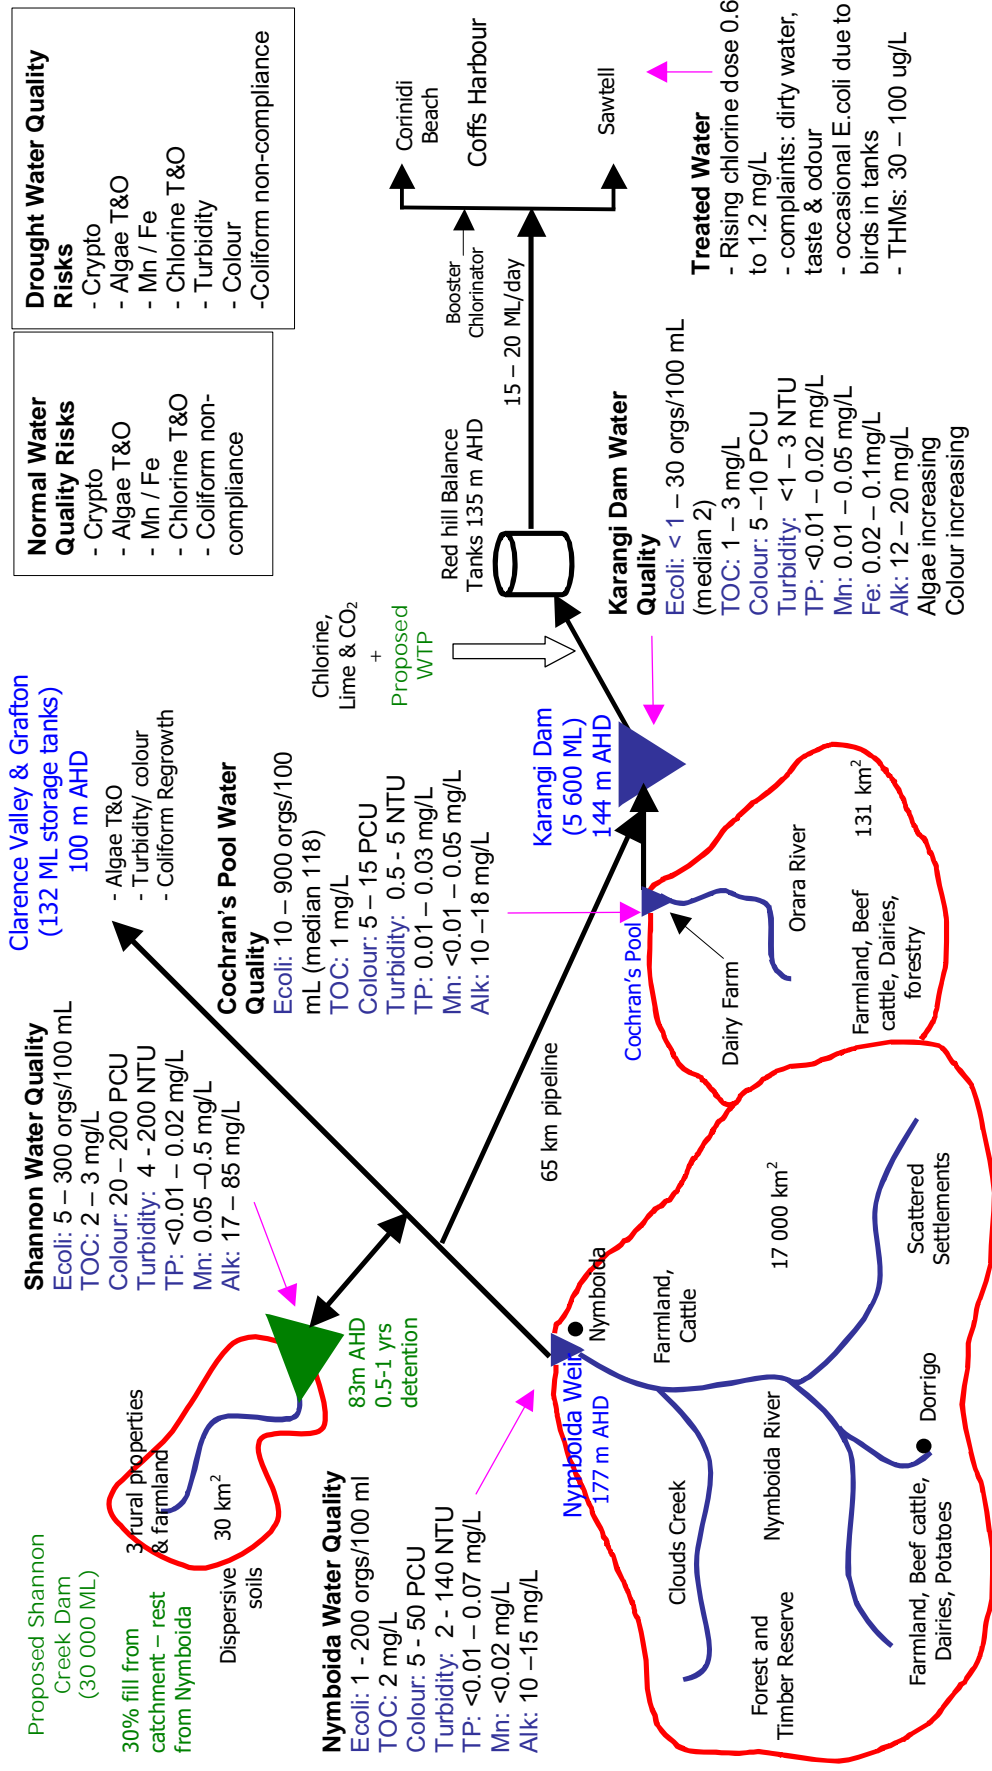 Proposed Shannon
Creek Dam
(30 000 ML)
30% fill from
catchment – rest
from Nymboida
Dispersive
soils
3 rural properties
& farmland
30 km²
83m AHD
0.5-1 yrs
detention
Shannon Water Quality
Ecoli: 5 – 300 orgs/100 mL
TOC: 2 – 3 mg/L
Colour: 20 – 200 PCU
Turbidity: 4 - 200 NTU
TP: <0.01 – 0.02 mg/L
Mn: 0.05 –0.5 mg/L
Alk: 17 – 85 mg/L
Clarence Valley & Grafton
(132 ML storage tanks)
100 m AHD
- Algae T&O
- Turbidity/ colour
- Coliform Regrowth
Normal Water
Quality Risks
- Crypto
- Algae T&O
- Mn / Fe
- Chlorine T&O
- Coliform non-
compliance
Drought Water Quality
Risks
- Crypto
- Algae T&O
- Mn / Fe
- Chlorine T&O
- Turbidity
- Colour
-Coliform non-compliance
Nymboida Water Quality
Ecoli: 1 - 200 orgs/100 ml
TOC: 2 mg/L
Colour: 5 - 50 PCU
Turbidity: 2 - 140 NTU
TP: <0.01 – 0.07 mg/L
Mn: <0.02 mg/L
Alk: 10 –15 mg/L
Cochran's Pool Water
Quality
Ecoli: 10 – 900 orgs/100
mL (median 118)
TOC: 1 mg/L
Colour: 5 – 15 PCU
Turbidity: 0.5 - 5 NTU
TP: 0.01 – 0.03 mg/L
Mn: <0.01 – 0.05 mg/L
Alk: 10 –18 mg/L
Chlorine,
Lime & CO₂
+
Proposed
WTP
Red hill Balance
Tanks 135 m AHD
15 – 20 ML/day
Booster
Chlorinator
Corinidi
Beach
Coffs Harbour
Sawtell
65 km pipeline
Karangi Dam
(5 600 ML)
144 m AHD
Karangi Dam Water
Quality
Ecoli: < 1 – 30 orgs/100 mL
(median 2)
TOC: 1 – 3 mg/L
Colour: 5 –10 PCU
Turbidity: <1 – 3 NTU
TP: <0.01 – 0.02 mg/L
Mn: 0.01 – 0.05 mg/L
Fe: 0.02 – 0.1mg/L
Alk: 12 – 20 mg/L
Algae increasing
Colour increasing
Treated Water
- Rising chlorine dose 0.6
to 1.2 mg/L
- complaints: dirty water,
taste & odour
- occasional E.coli due to
birds in tanks
- THMs: 30 – 100 ug/L
Nymboida Weir
177 m AHD
Nymboida
Farmland,
Cattle
17 000 km²
Clouds Creek
Nymboida River
Forest and
Timber Reserve
Scattered
Settlements
Dorrigo
Farmland, Beef cattle,
Dairies, Potatoes
Cochran's Pool
Dairy Farm
Orara River
131 km²
Farmland, Beef
cattle, Dairies,
forestry